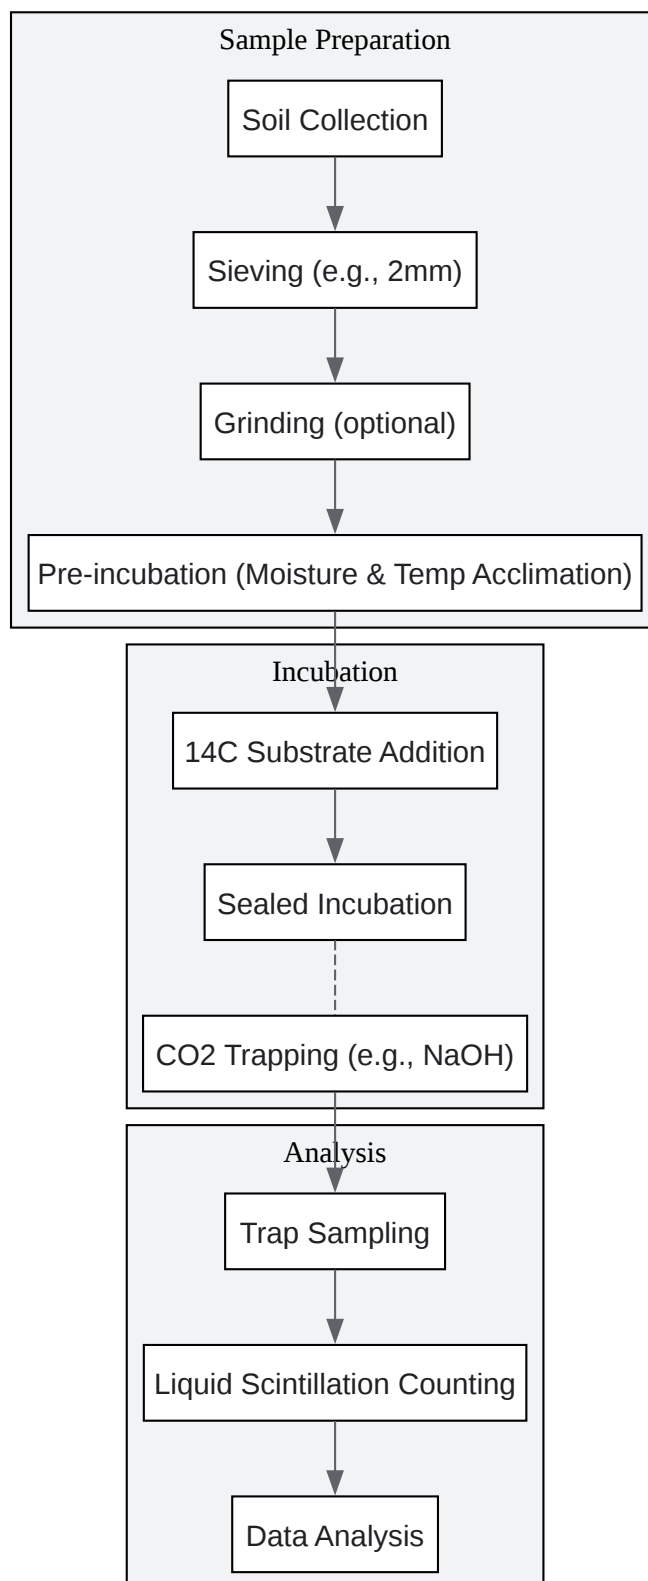 Sample Preparation
Soil Collection
Sieving (e.g., 2mm)
Grinding (optional)
Pre-incubation (Moisture & Temp Acclimation)
Incubation
14C Substrate Addition
Sealed Incubation
CO2 Trapping (e.g., NaOH)
Analysis
Trap Sampling
Liquid Scintillation Counting
Data Analysis